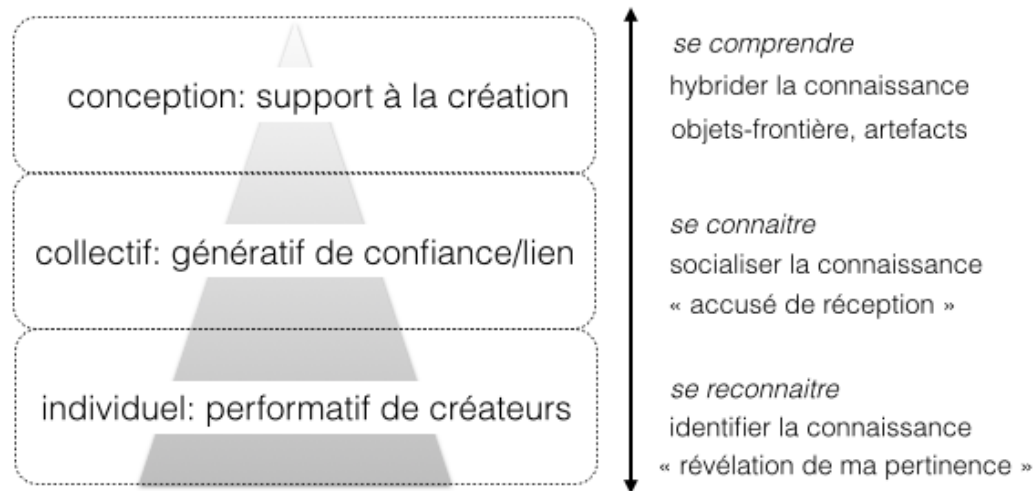 conception: support à la création
collectif: génératif de confiance/lien
individuel: performatif de créateurs
se comprendre
hybrider la connaissance
objets-frontière, artefacts
se connaitre
socialiser la connaissance
« accusé de réception »
se reconnaitre
identifier la connaissance
« révélation de ma pertinence »